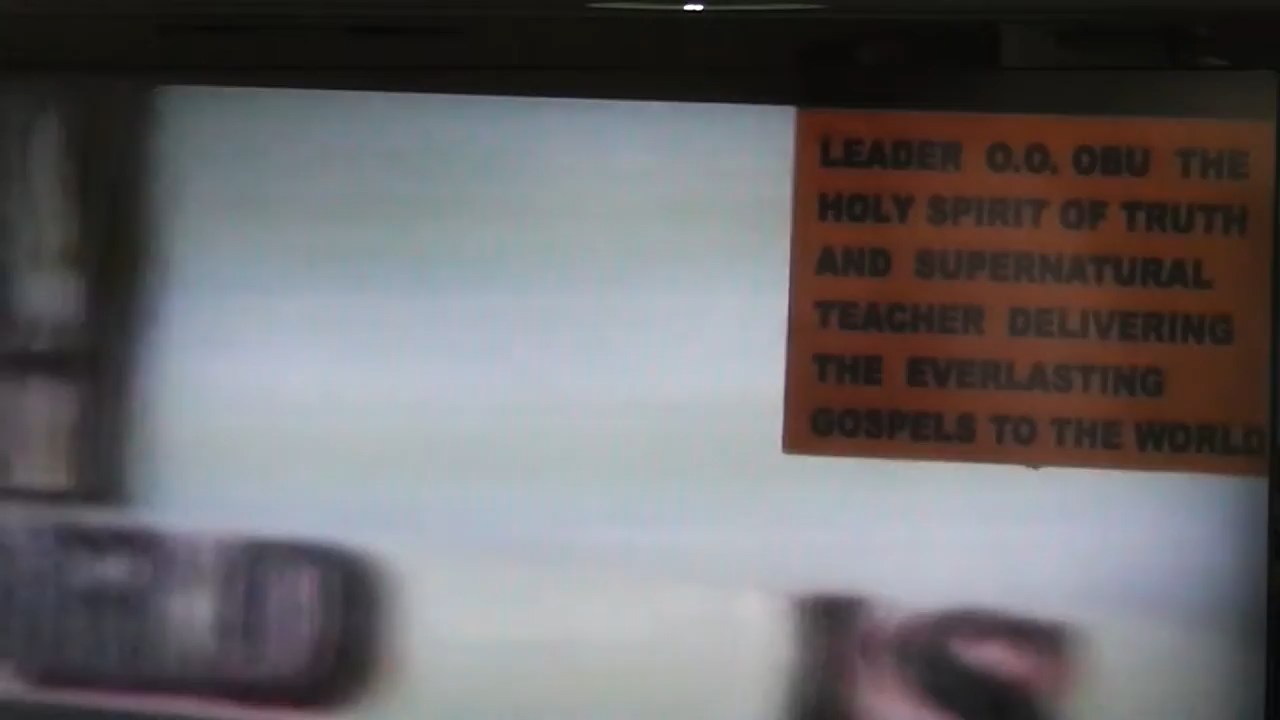 LEADER O.O. OBU THE
HOLY SPIRIT OF TRUTH
AND SUPERNATURAL
TEACHER DELIVERING
THE EVERLASTING
GOSPELS TO THE WORLD